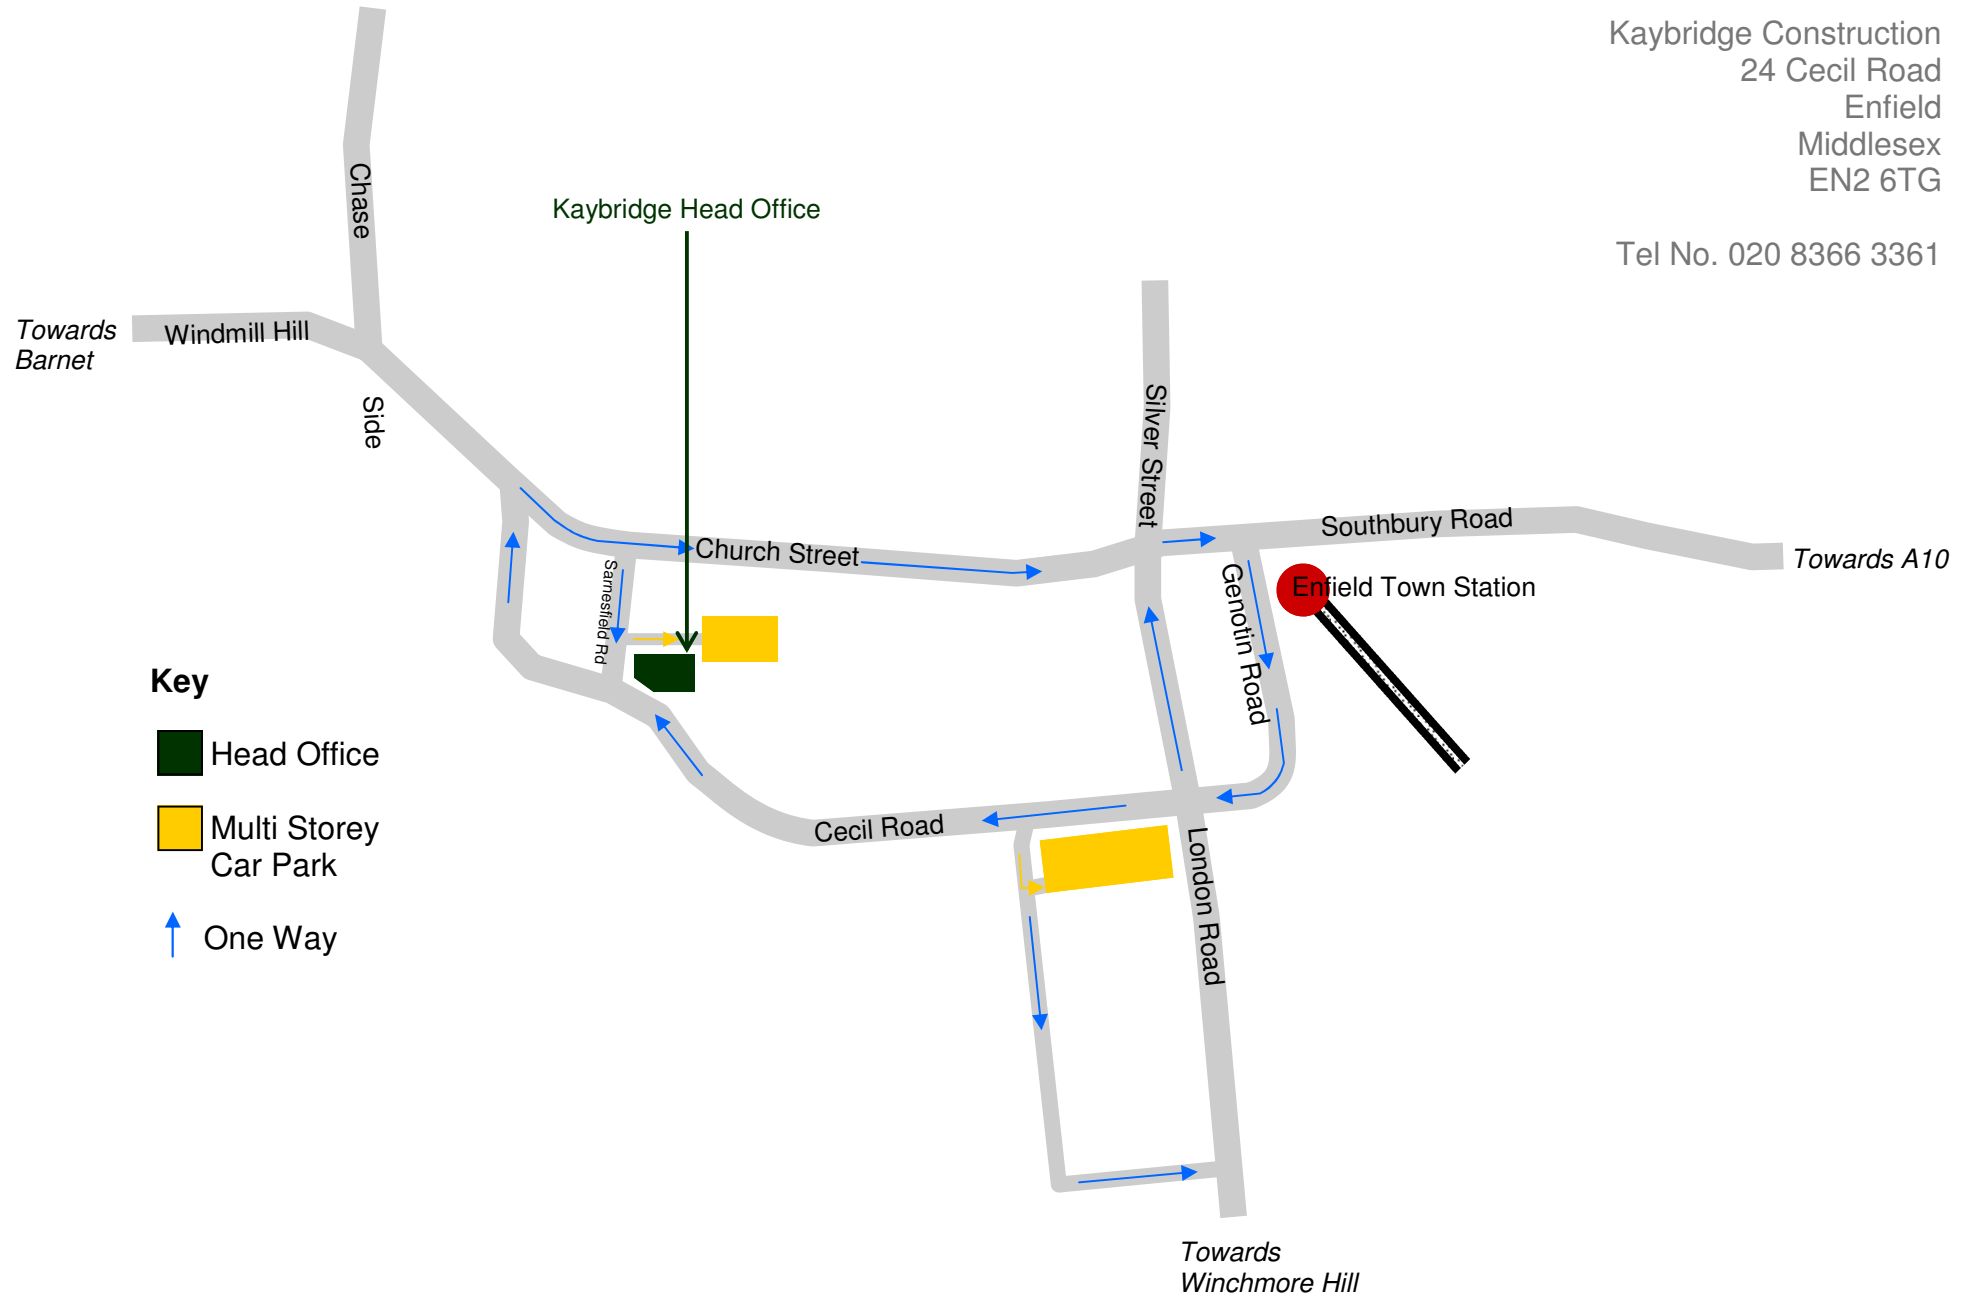 Kaybridge Construction
24 Cecil Road
Enfield
Middlesex
EN2 6TG
Tel No. 020 8366 3361
Chase
Kaybridge Head Office
Towards
Barnet
Windmill Hill
Side
Silver Street
Church Street
Southbury Road
Towards A10
Sarnesfield Rd
Genotin Road
Enfield Town Station
Key
Head Office
Multi Storey
Car Park
One Way
Cecil Road
London Road
Towards
Winchmore Hill